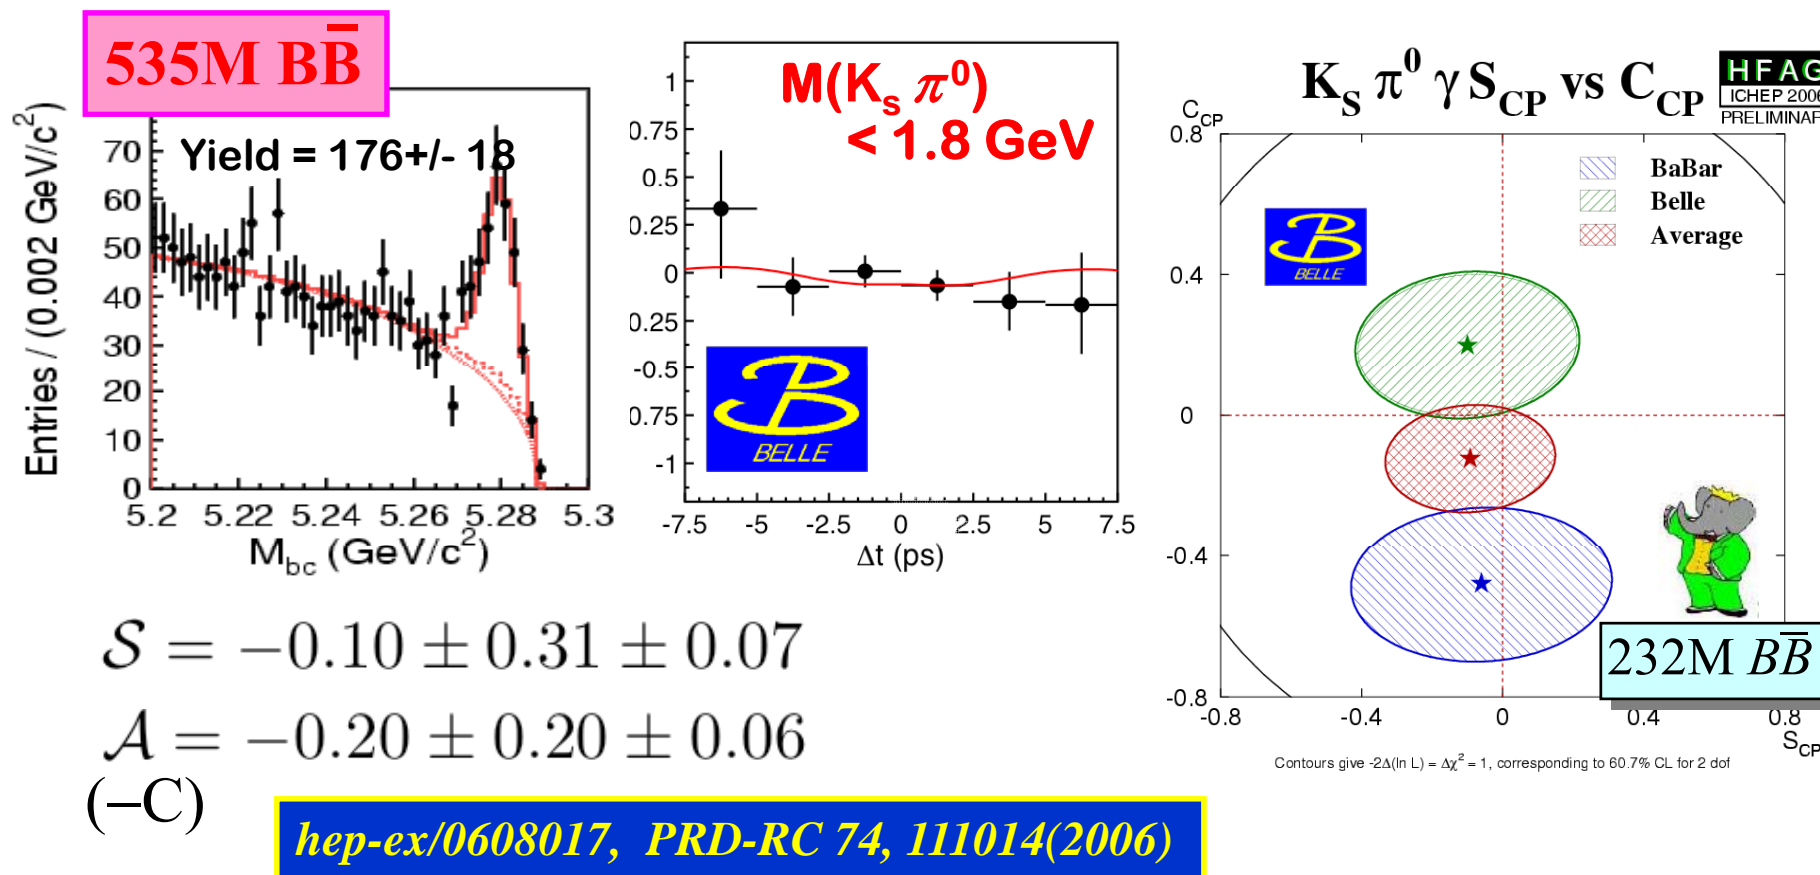 535M BB̅
Yield = 176+/- 18
Entries / (0.002 GeV/c²)
70
60
50
40
30
20
10
0
5.2 5.22 5.24 5.26 5.28 5.3
M_bc (GeV/c²)
M(K_s π⁰)
< 1.8 GeV
1
0.75
0.5
0.25
0
0.25
-0.5
0.75
-1
BELLE
-7.5 -5 -2.5 0 2.5 5 7.5
Δt (ps)
K_S π⁰ γ S_CP vs C_CP
HFAG
ICHEP 2006
PRELIMINAR
C_CP
BaBar
Belle
Average
BELLE
0.8
0.4
0
-0.4
-0.8
-0.8 -0.4 0 0.4 0.8
S_CP
232M BB̅
Contours give -2Δ(ln L) = Δχ² = 1, corresponding to 60.7% CL for 2 dof
S = −0.10 ± 0.31 ± 0.07
A = −0.20 ± 0.20 ± 0.06
(−C)
hep-ex/0608017, PRD-RC 74, 111014(2006)